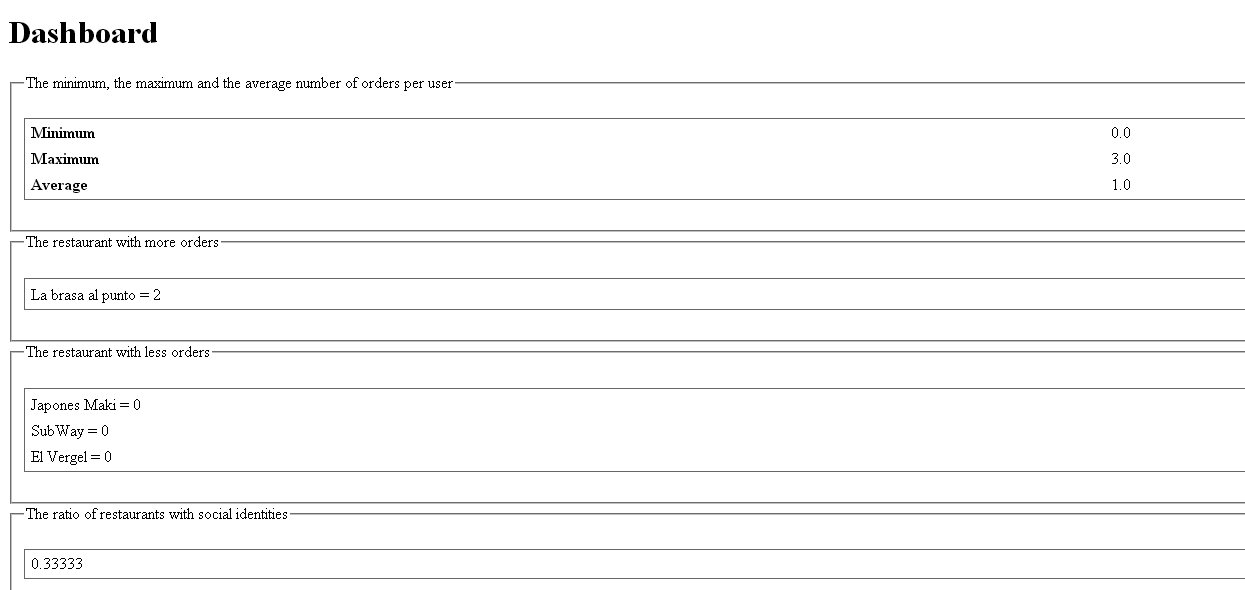 Dashboard
The minimum, the maximum and the average number of orders per user
Minimum 0.0
Maximum 3.0
Average 1.0
The restaurant with more orders
La brasa al punto = 2
The restaurant with less orders
Japones Maki = 0
SubWay = 0
El Vergel = 0
The ratio of restaurants with social identities
0.33333